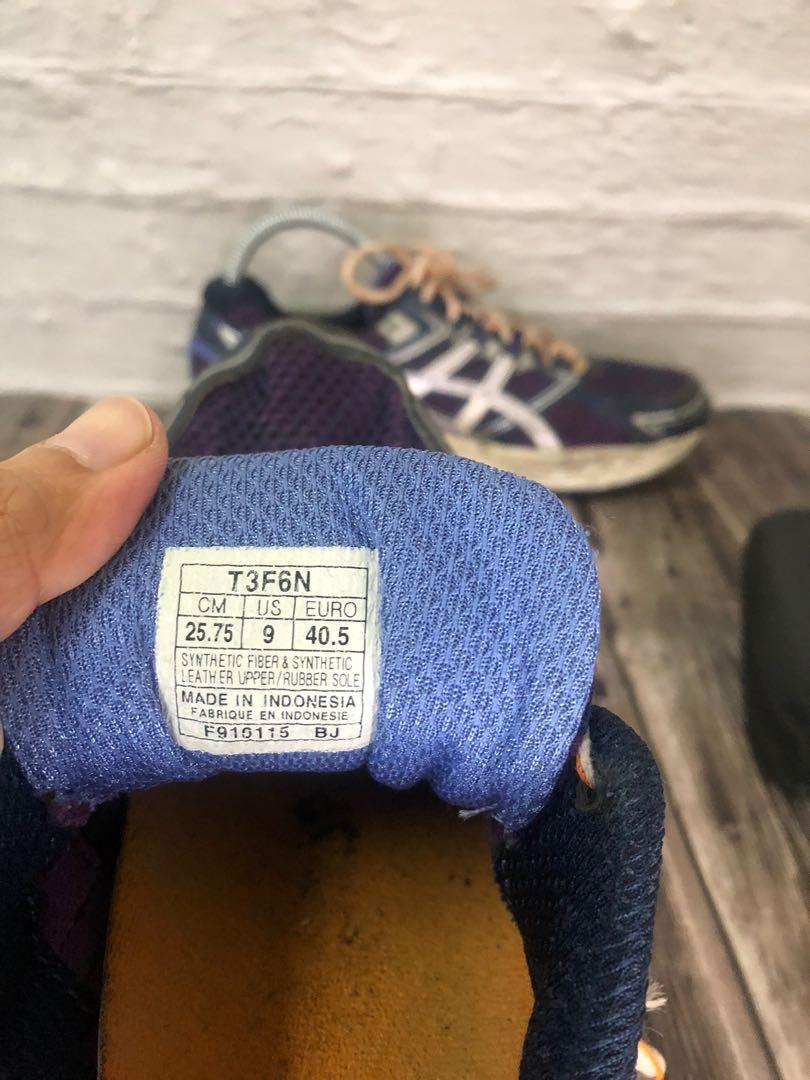 T3F6N
CM US EURO
25.75 9 40.5
SYNTHETIC FIBER & SYNTHETIC
LEATHER UPPER/RUBBER SOLE
MADE IN INDONESIA
FABRIQUE EN INDONESIE
F910115 BJ